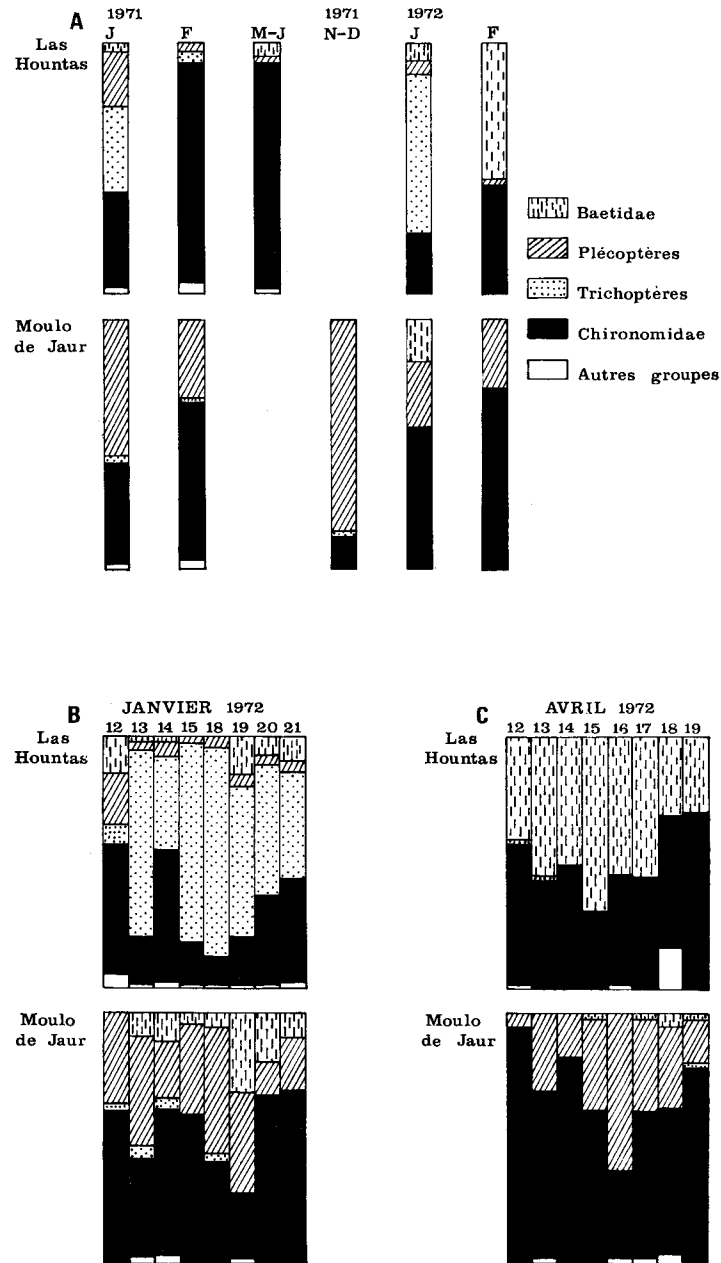 A
1971 1971 1972
J F M-J N-D J F
Las
Hountas
Baetidae
Plécoptères
Trichoptères
Chironomidae
Autres groupes
Moulo
de Jaur
B JANVIER 1972
12 13 14 15 18 19 20 21
Las
Hountas
Moulo
de Jaur
C AVRIL 1972
12 13 14 15 16 17 18 19
Las
Hountas
Moulo
de Jaur